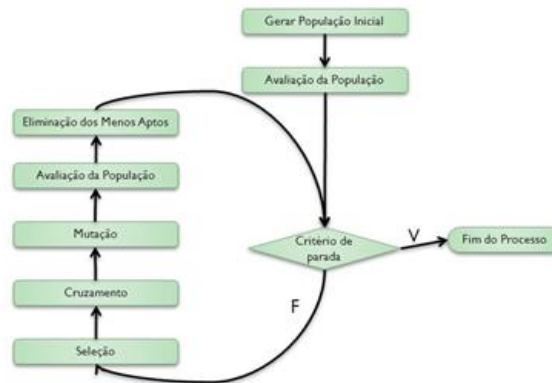 Gerar População Inicial
Avaliação da População
Eliminação dos Menos Aptos
Avaliação da População
Mutação
Cruzamento
Seleção
Critério de
parada
V
Fim do Processo
F